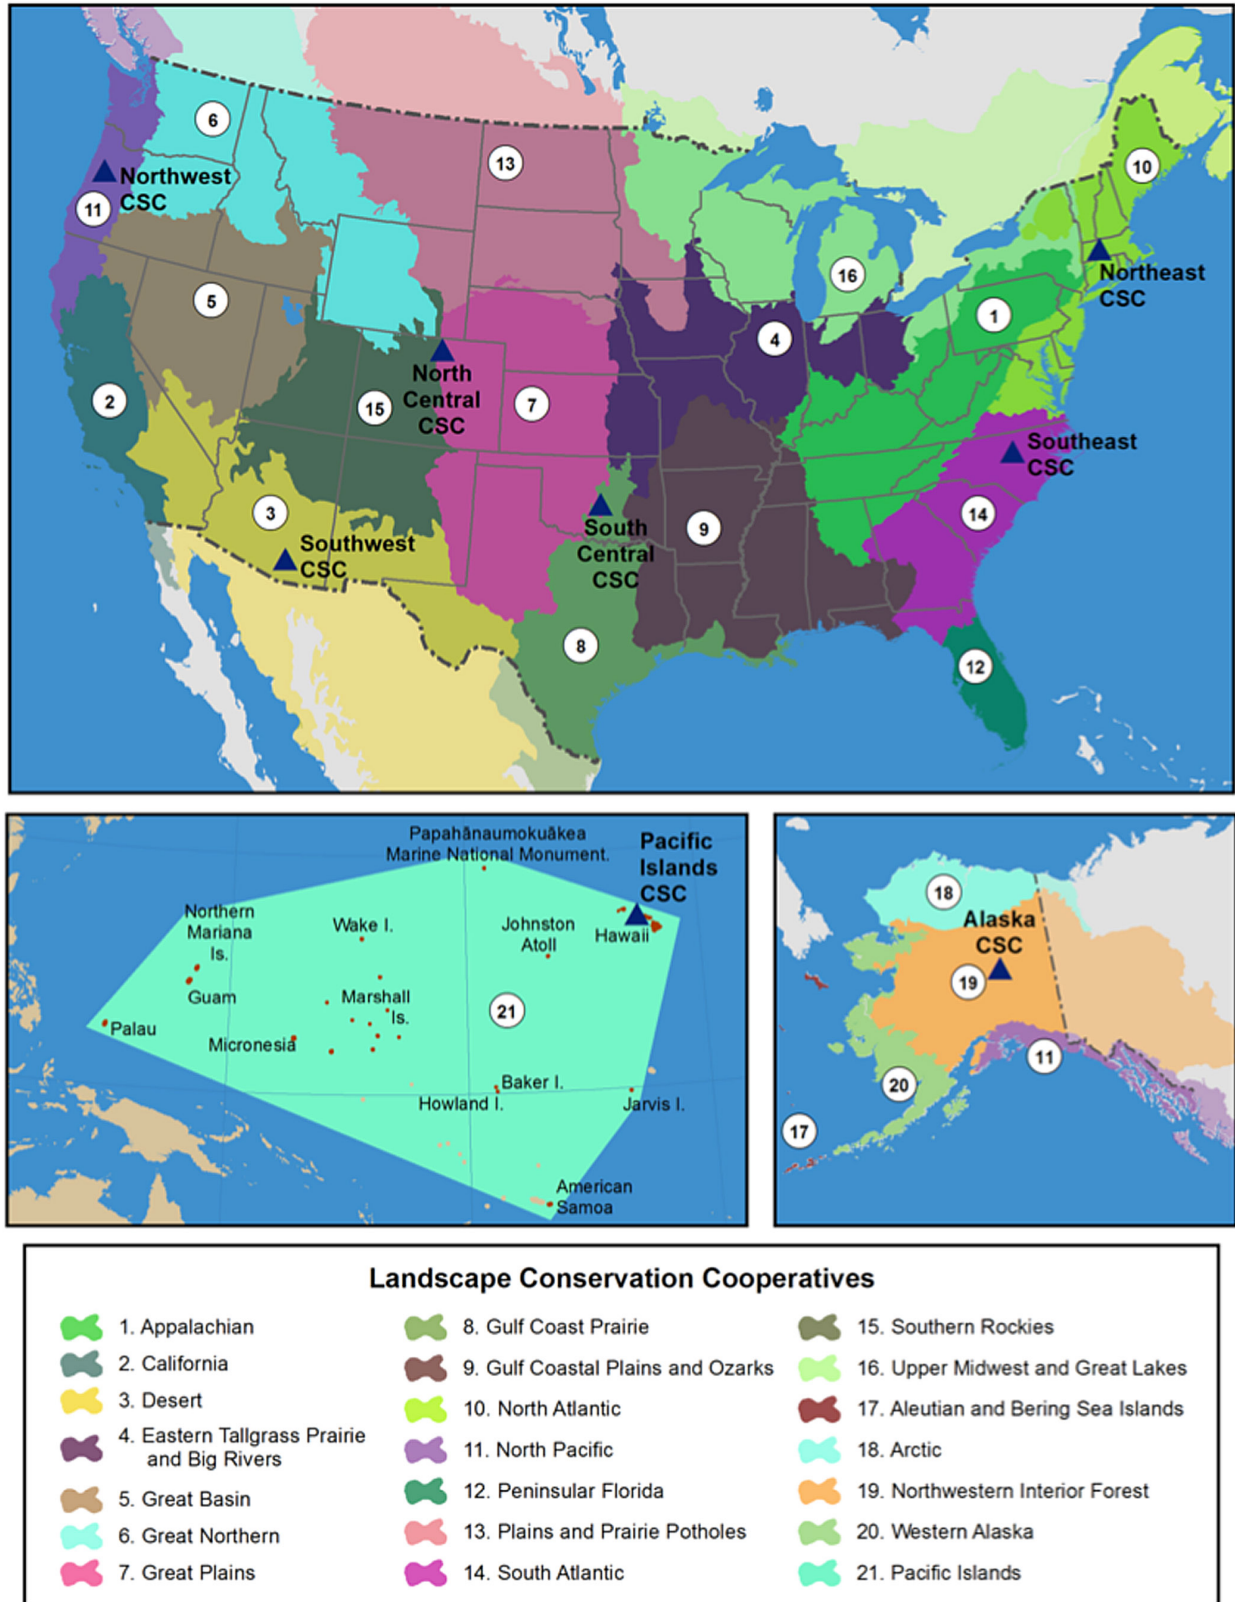 6
13
10
Northwest
CSC
11
Northeast
CSC
16
5
1
4
2
North
Central
CSC
15
7
Southeast
CSC
3
Southwest
CSC
South
Central
CSC
9
14
8
12
Papahānaumokuākea
Marine National Monument.
Pacific
Islands
CSC
Northern
Mariana
Is.
Wake I.
Johnston
Atoll
Hawaii
Guam
Marshall
Is.
21
Palau
Micronesia
Baker I.
Howland I.
Jarvis I.
American
Samoa
18
Alaska
CSC
19
11
20
17
Landscape Conservation Cooperatives
1. Appalachian
2. California
3. Desert
4. Eastern Tallgrass Prairie
and Big Rivers
5. Great Basin
6. Great Northern
7. Great Plains
8. Gulf Coast Prairie
9. Gulf Coastal Plains and Ozarks
10. North Atlantic
11. North Pacific
12. Peninsular Florida
13. Plains and Prairie Potholes
14. South Atlantic
15. Southern Rockies
16. Upper Midwest and Great Lakes
17. Aleutian and Bering Sea Islands
18. Arctic
19. Northwestern Interior Forest
20. Western Alaska
21. Pacific Islands